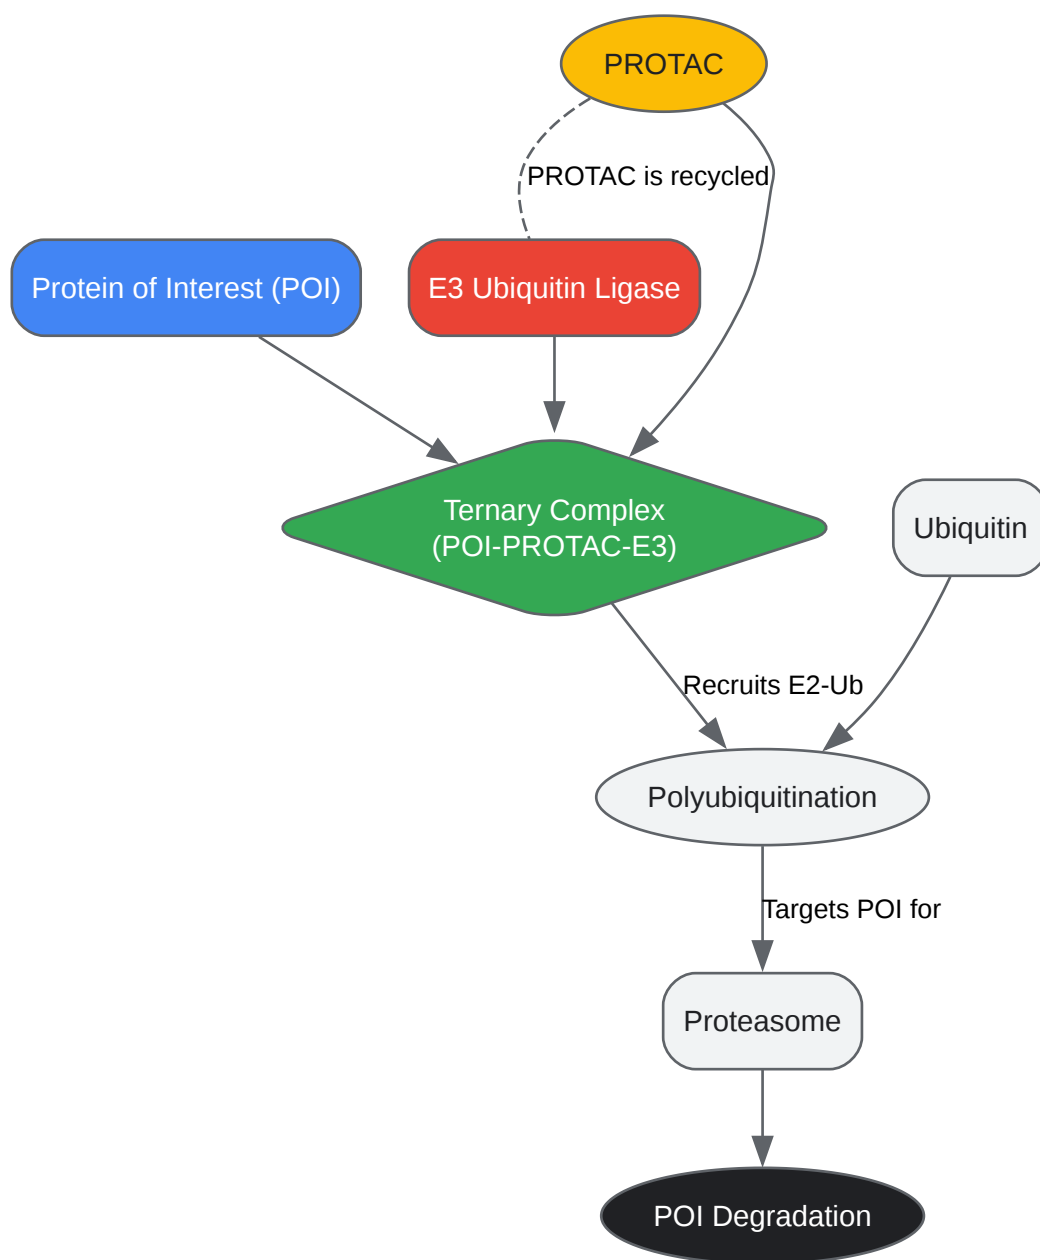 PROTAC
PROTAC is recycled
Protein of Interest (POI)
E3 Ubiquitin Ligase
Ternary Complex
(POI-PROTAC-E3)
Ubiquitin
Recruits E2-Ub
Polyubiquitination
Targets POI for
Proteasome
POI Degradation